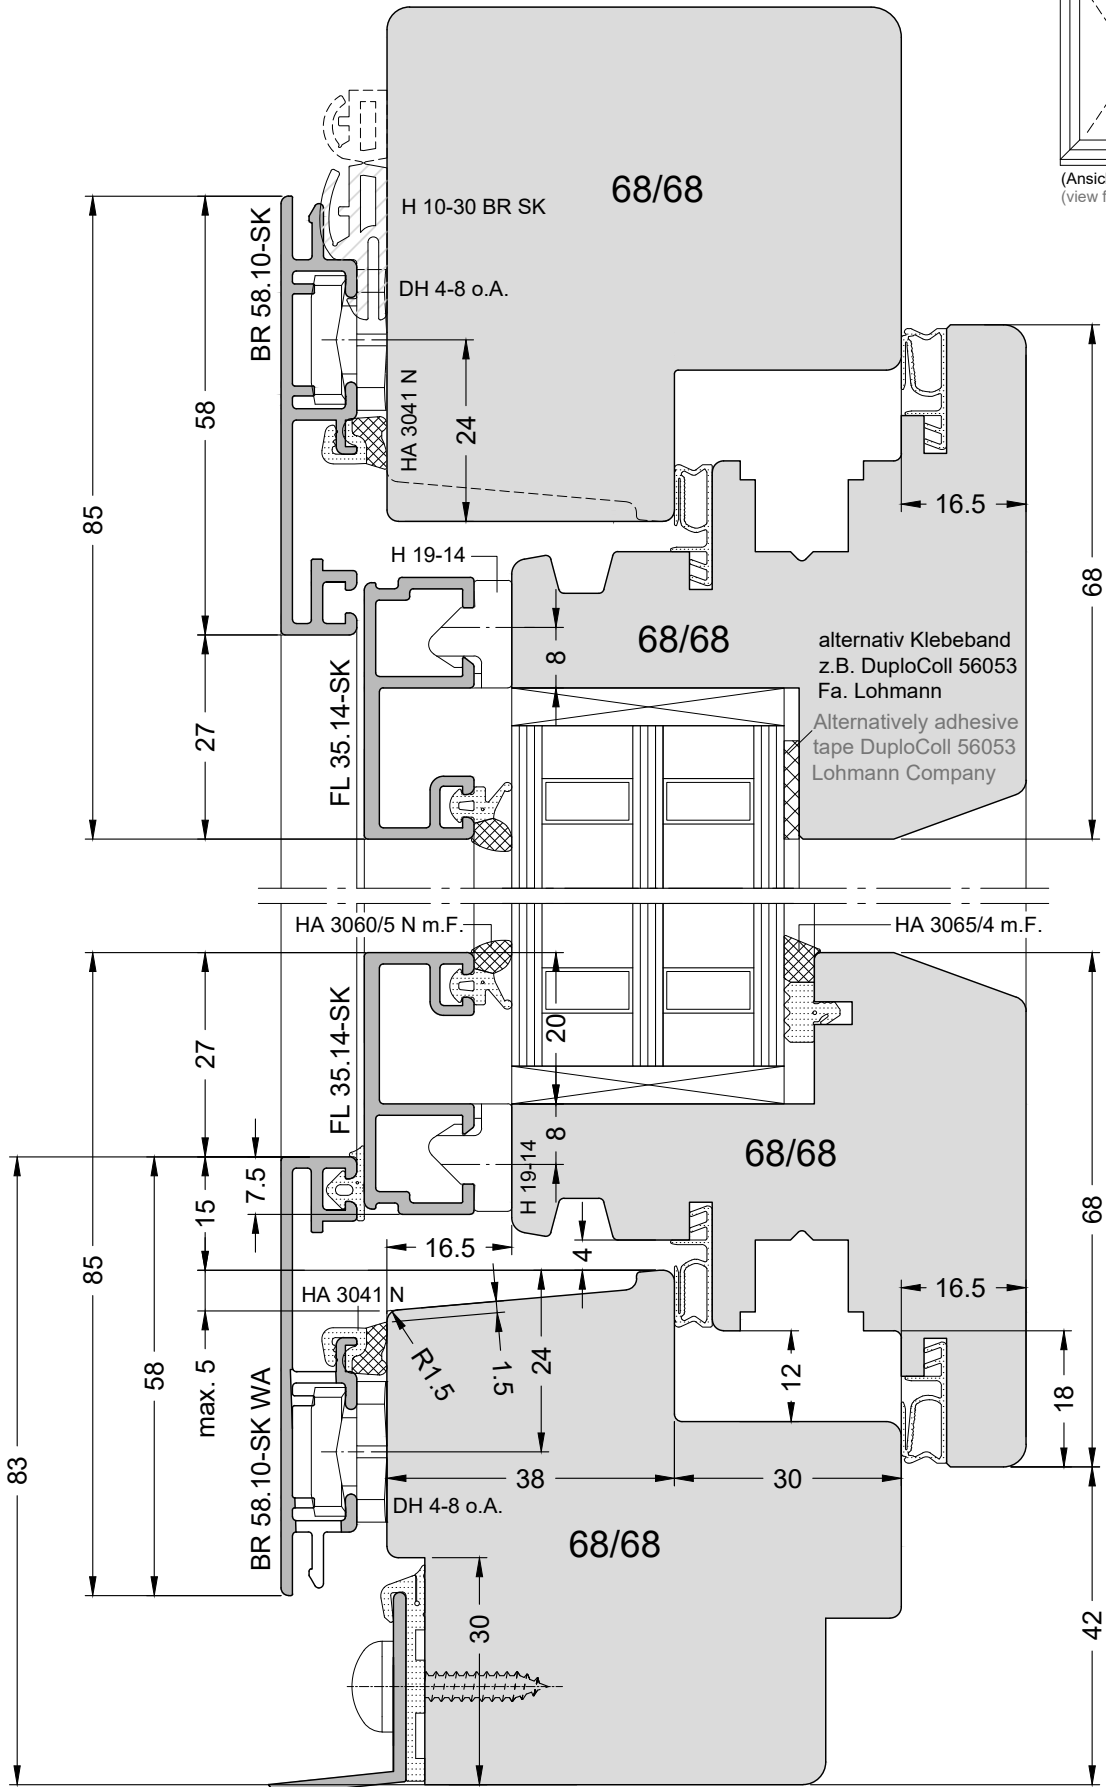 (Ansic
(view f
68/68
H 10-30 BR SK
BR 58.10-SK
DH 4-8 o.A.
58
85
HA 3041 N
24
16.5
68
H 19-14
68/68
8
alternativ Klebeband
z.B. DuploColl 56053
Fa. Lohmann
Alternatively adhesive
tape DuploColl 56053
Lohmann Company
27
FL 35.14-SK
HA 3060/5 N m.F.
HA 3065/4 m.F.
27
FL 35.14-SK
20
8
H 19-14
68/68
68
7.5
15
16.5
4
85
HA 3041 N
16.5
max. 5
58
R1.5
1.5
24
12
18
83
BR 58.10-SK WA
38
30
DH 4-8 o.A.
68/68
30
42